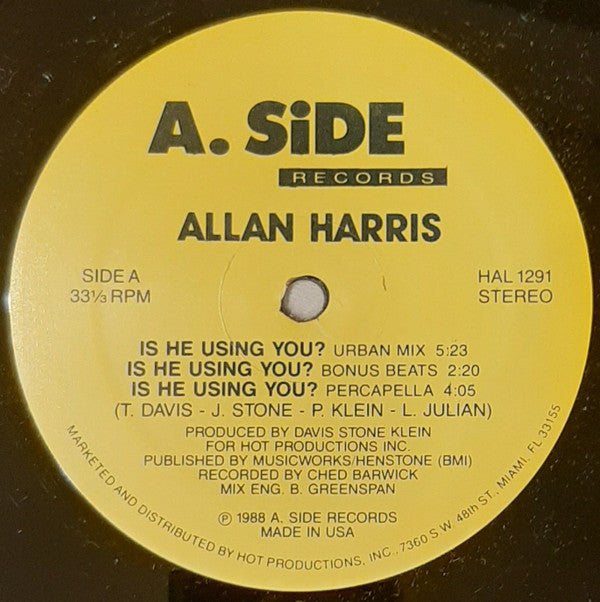 A. SiDE
RECORDS
ALLAN HARRIS
SIDE A
33⅓ RPM
HAL 1291
STEREO
IS HE USING YOU? URBAN MIX 5:23
IS HE USING YOU? BONUS BEATS 2:20
IS HE USING YOU? PERCAPELLA 4:05
(T. DAVIS - J. STONE - P. KLEIN - L. JULIAN)
PRODUCED BY DAVIS STONE KLEIN
FOR HOT PRODUCTIONS INC.
PUBLISHED BY MUSICWORKS/HENSTONE (BMI)
RECORDED BY CHED BARWICK
MIX ENG. B. GREENSPAN
℗ 1988 A. SIDE RECORDS
MADE IN USA
MARKETED AND DISTRIBUTED BY HOT PRODUCTIONS, INC., 7360 S.W. 48th ST., MIAMI, FL 33155